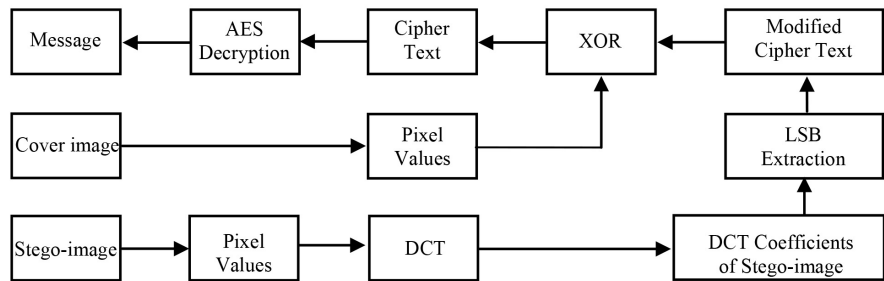 Message
AES
Decryption
Cipher
Text
XOR
Modified
Cipher Text
Cover image
Pixel
Values
LSB
Extraction
Stego-image
Pixel
Values
DCT
DCT Coefficients
of Stego-image